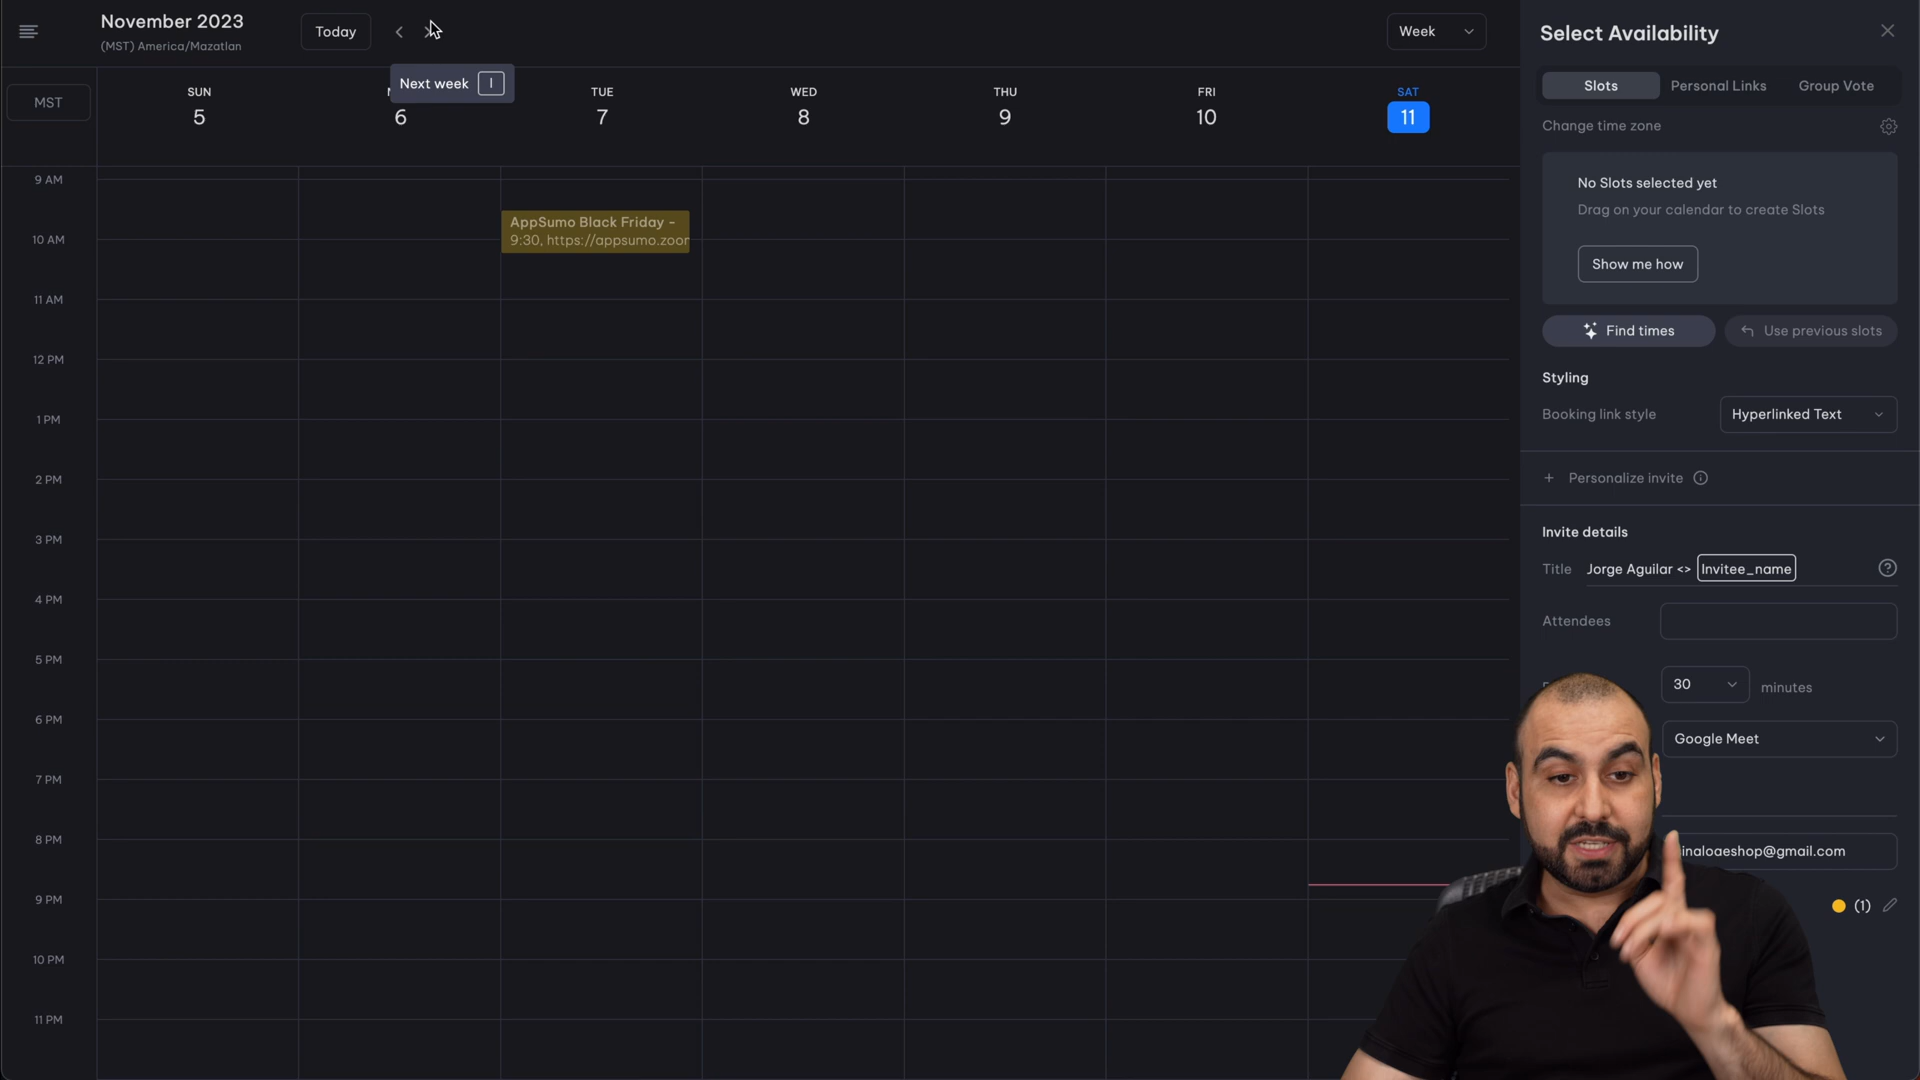 November 2023
(MST) America/Mazatlan
Today
Week
Next week
MST
SUN
5
6
TUE
7
WED
8
THU
9
FRI
10
SAT
11
9 AM
10 AM
11 AM
12 PM
1 PM
2 PM
3 PM
4 PM
5 PM
6 PM
7 PM
8 PM
9 PM
10 PM
11 PM
AppSumo Black Friday -
9:30, https://appsumo.zoor
Select Availability
Slots
Personal Links
Group Vote
Change time zone
No Slots selected yet
Drag on your calendar to create Slots
Show me how
Find times
Use previous slots
Styling
Booking link style
Hyperlinked Text
+ Personalize invite
Invite details
Title Jorge Aguilar <> Invitee_name
Attendees
30 minutes
Google Meet
inaloaeshop@gmail.com
(1)